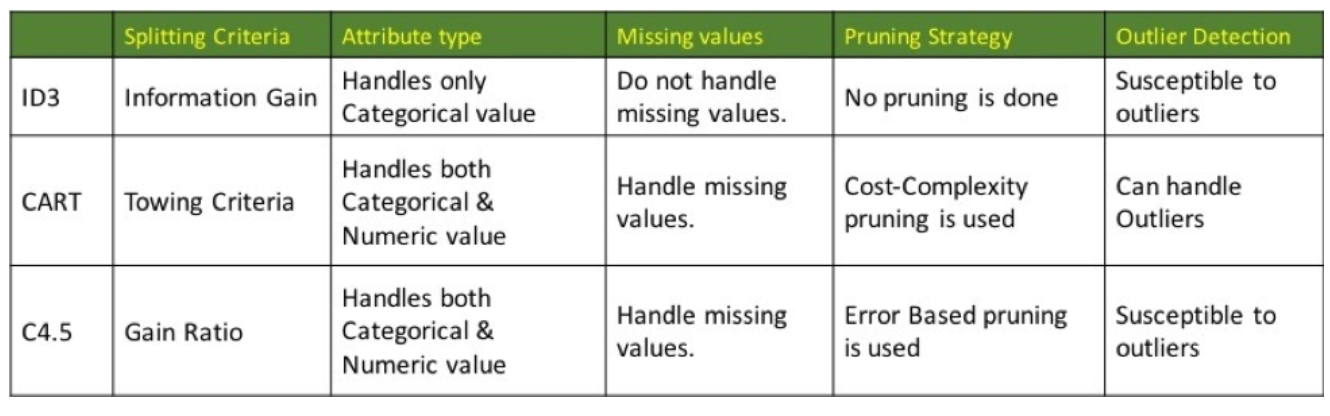 Splitting Criteria Attribute type Missing values Pruning Strategy Outlier Detection
ID3 Information Gain Handles only Categorical value Do not handle missing values. No pruning is done Susceptible to outliers
CART Towing Criteria Handles both Categorical & Numeric value Handle missing values. Cost-Complexity pruning is used Can handle Outliers
C4.5 Gain Ratio Handles both Categorical & Numeric value Handle missing values. Error Based pruning is used Susceptible to outliers